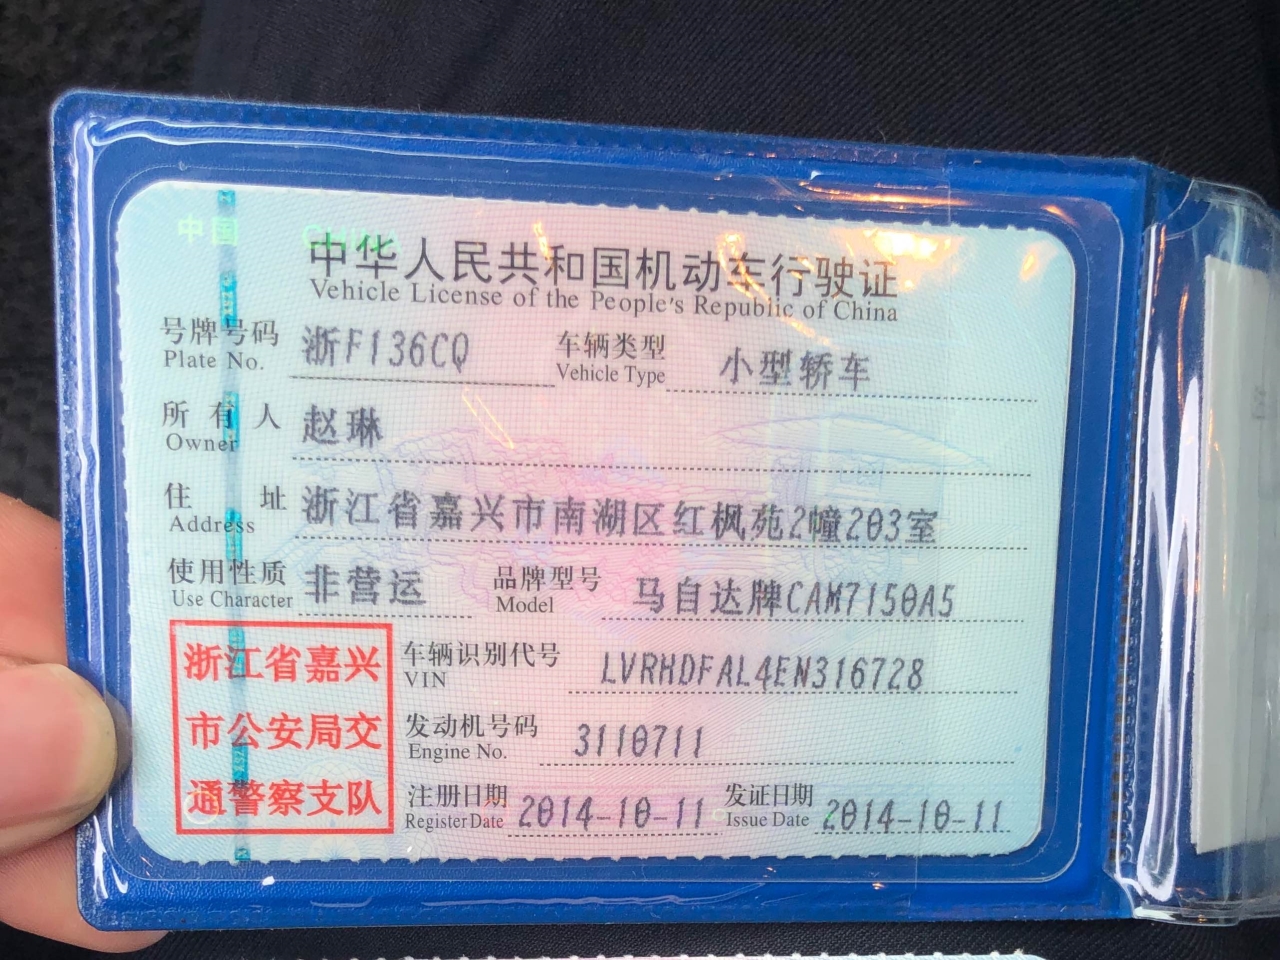 中国 CHINA
中华人民共和国机动车行驶证
Vehicle License of the People's Republic of China
号牌号码 浙F136CQ 车辆类型 小型轿车
Plate No. Vehicle Type
所有人 赵琳
Owner
住址 浙江省嘉兴市南湖区红枫苑2幢203室
Address
使用性质 非营运 品牌型号 马自达牌CAM7150A5
Use Character Model
浙江省嘉兴
市公安局交
通警察支队
车辆识别代号 LVRHDFAL4EN316728
VIN
发动机号码 3110711
Engine No.
注册日期 2014-10-11 发证日期 2014-10-11
Register Date Issue Date